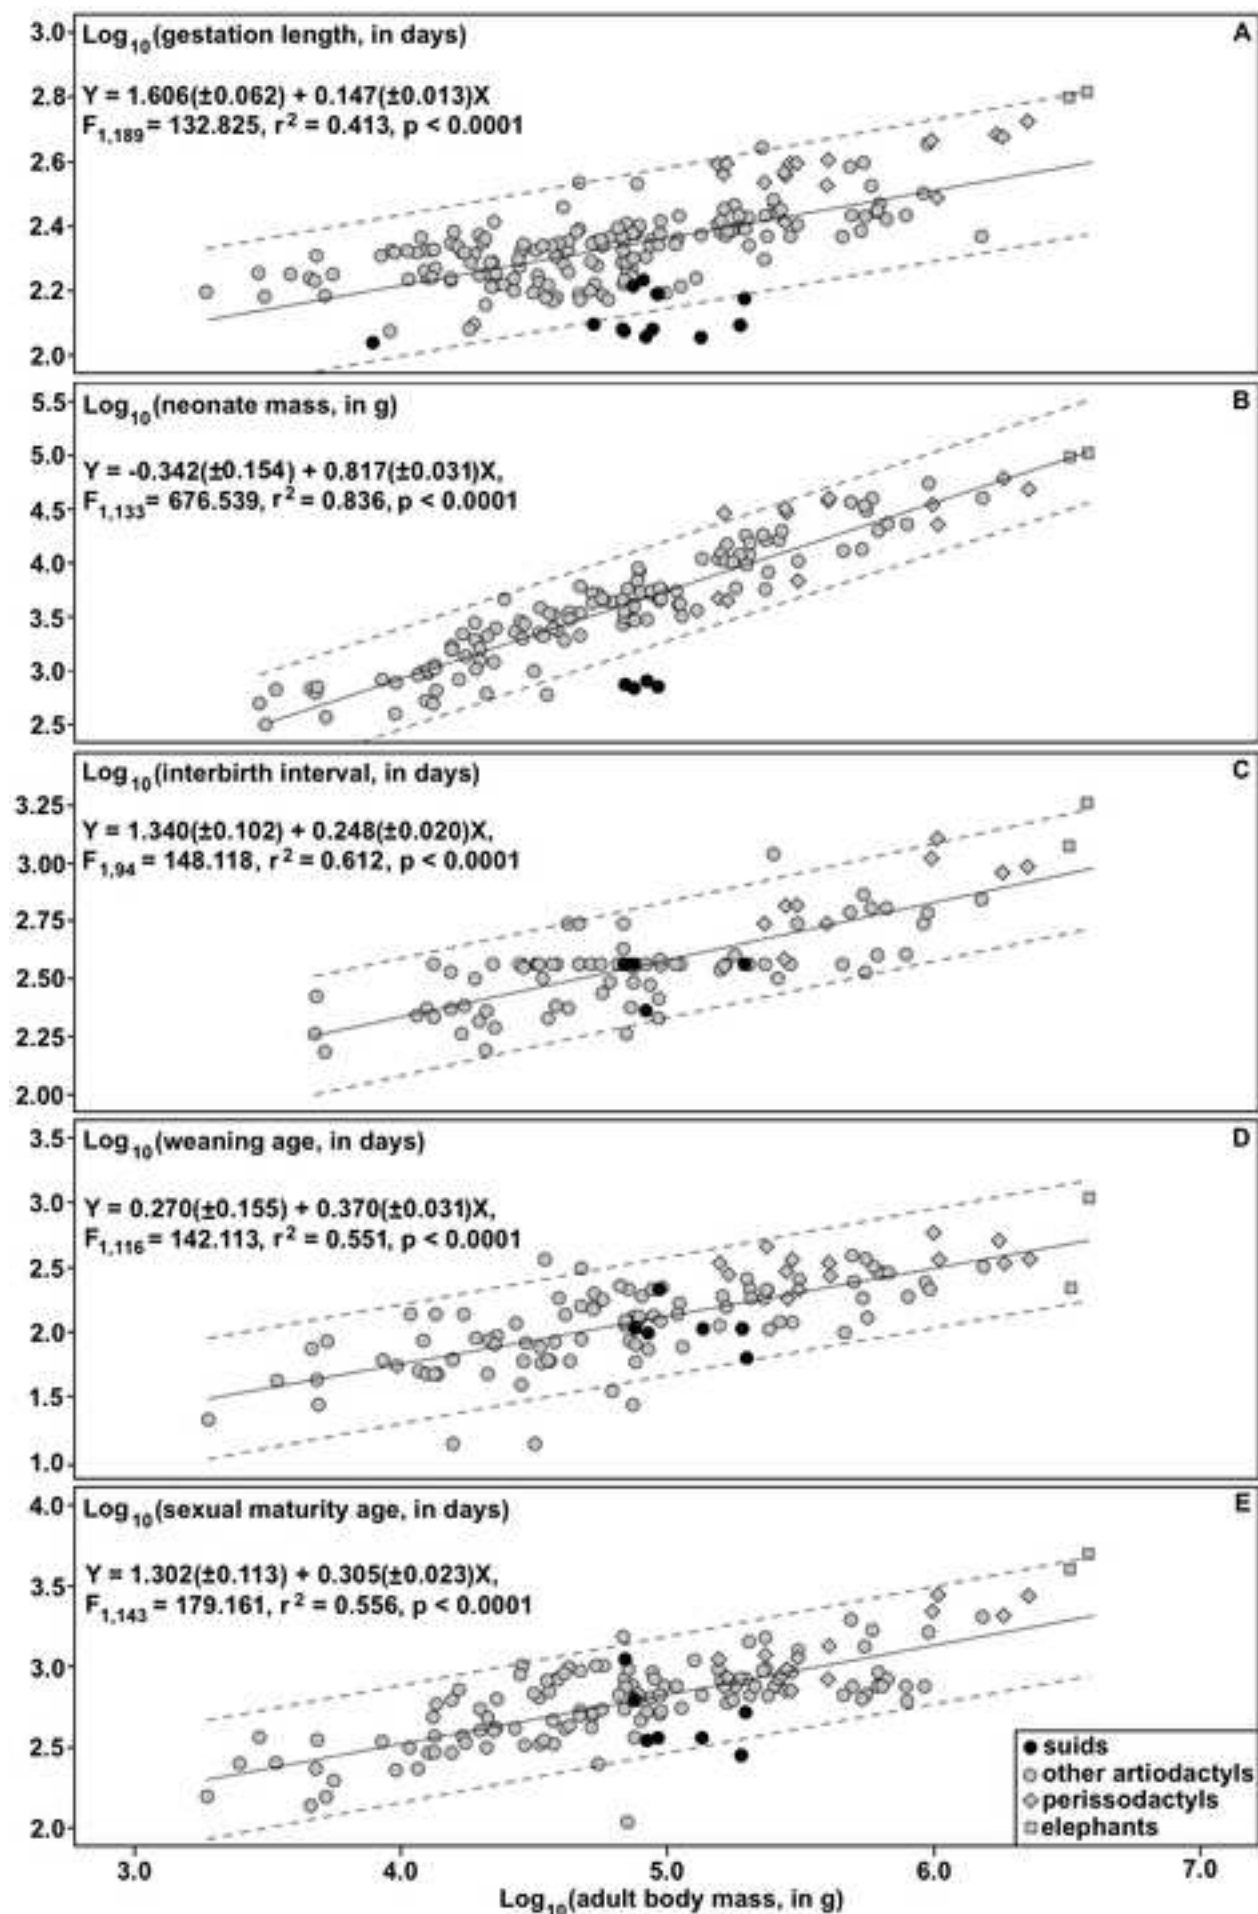 Log10(gestation length, in days) A
Y = 1.606(±0.062) + 0.147(±0.013)X
F1,189 = 132.825, r2 = 0.413, p < 0.0001
3.0
2.8
2.6
2.4
2.2
2.0
Log10(neonate mass, in g) B
Y = -0.342(±0.154) + 0.817(±0.031)X,
F1,133 = 676.539, r2 = 0.836, p < 0.0001
5.5
5.0
4.5
4.0
3.5
3.0
2.5
Log10(interbirth interval, in days) C
Y = 1.340(±0.102) + 0.248(±0.020)X,
F1,94 = 148.118, r2 = 0.612, p < 0.0001
3.25
3.00
2.75
2.50
2.25
2.00
Log10(weaning age, in days) D
Y = 0.270(±0.155) + 0.370(±0.031)X,
F1,116 = 142.113, r2 = 0.551, p < 0.0001
3.5
3.0
2.5
2.0
1.5
1.0
Log10(sexual maturity age, in days) E
Y = 1.302(±0.113) + 0.305(±0.023)X,
F1,143 = 179.161, r2 = 0.556, p < 0.0001
4.0
3.5
3.0
2.5
2.0
suids
other artiodactyls
perissodactyls
elephants
3.0 4.0 5.0 6.0 7.0
Log10(adult body mass, in g)